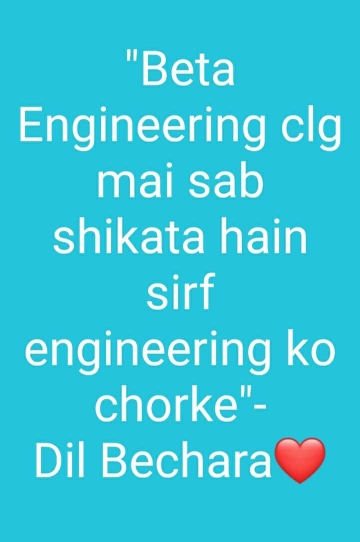 "Beta
Engineering clg
mai sab
shikata hain
sirf
engineering ko
chorke"-
Dil Bechara❤️